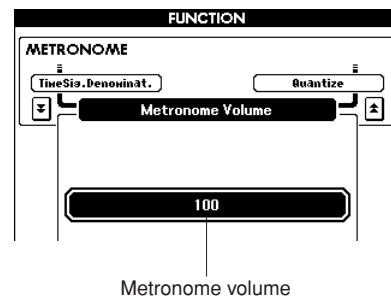 FUNCTION
METRONOME
TimeSig.Denominat.
Quantize
Metronome Volume
100
Metronome volume